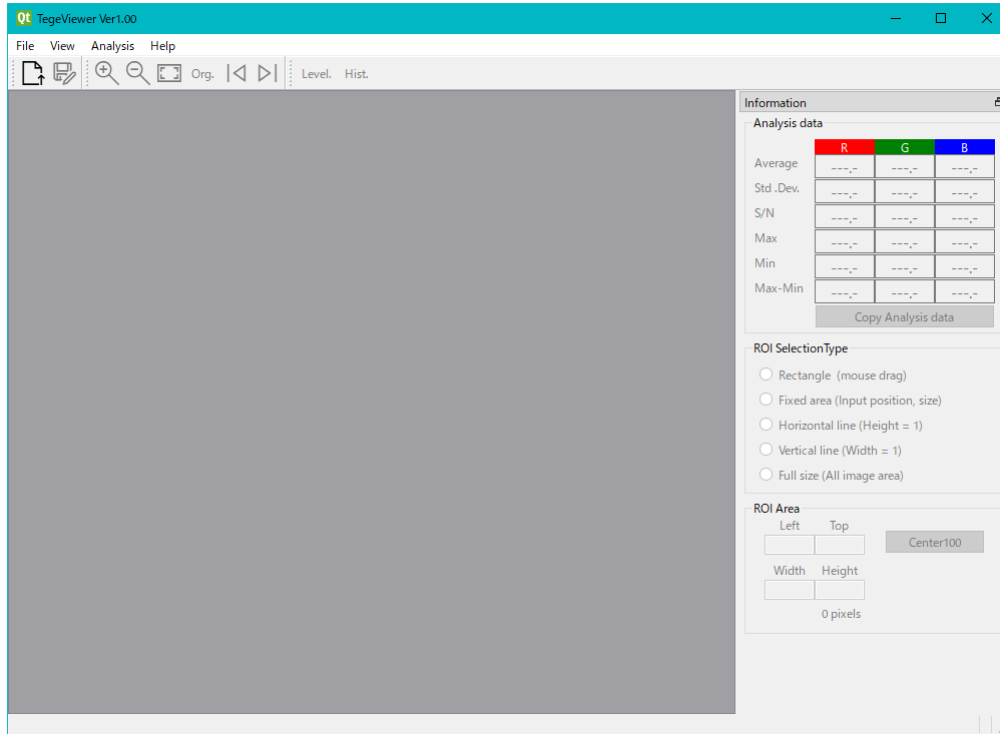 Qt TegeViewer Ver1.00
File View Analysis Help
Org. Level. Hist.
Information
Analysis data
R G B
Average ---.- ---.- ---.-
Std .Dev. ---.- ---.- ---.-
S/N ---.- ---.- ---.-
Max ---.- ---.- ---.-
Min ---.- ---.- ---.-
Max-Min ---.- ---.- ---.-
Copy Analysis data
ROI SelectionType
Rectangle (mouse drag)
Fixed area (Input position, size)
Horizontal line (Height = 1)
Vertical line (Width = 1)
Full size (All image area)
ROI Area
Left Top
Center100
Width Height
0 pixels